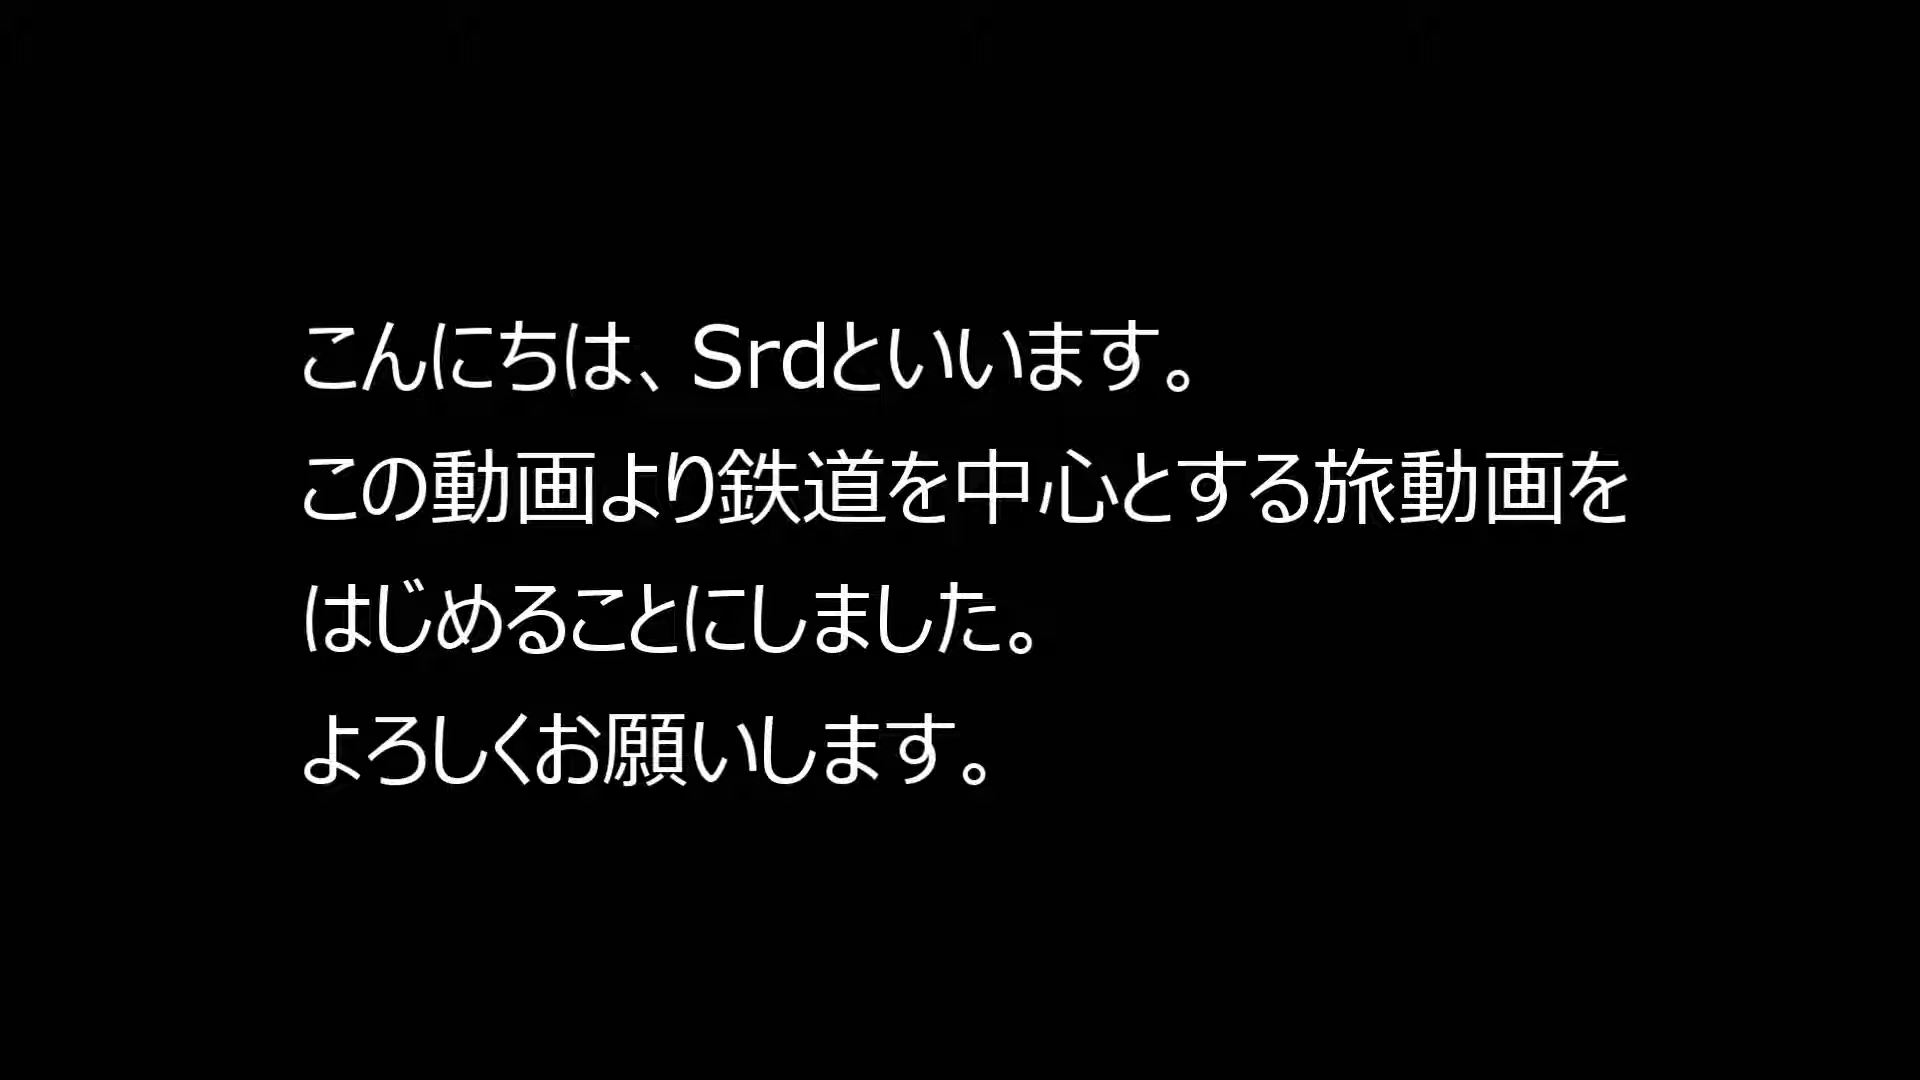 こんにちは、Srdといいます。
この動画より鉄道を中心とする旅動画を
はじめることにしました。
よろしくお願いします。